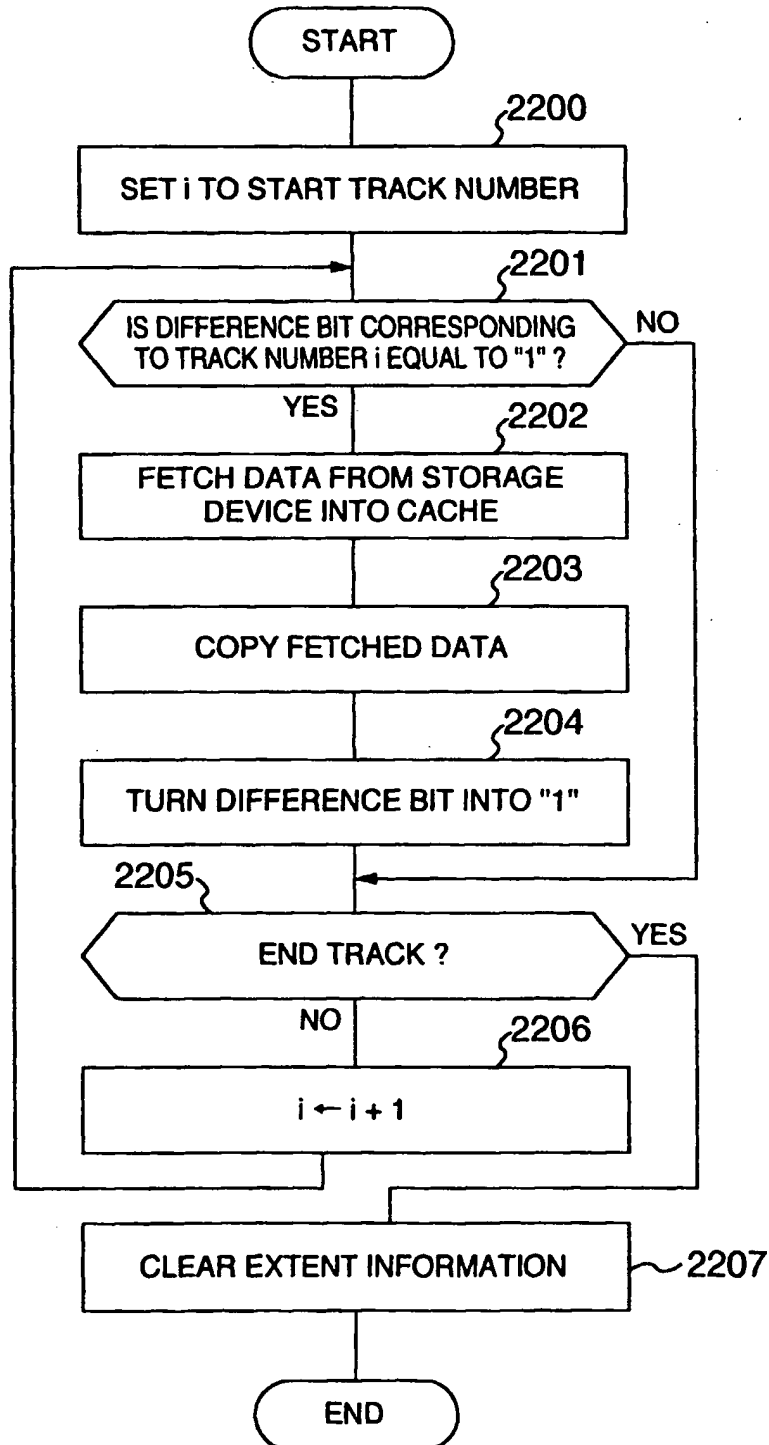 START
2200
SET i TO START TRACK NUMBER
2201
IS DIFFERENCE BIT CORRESPONDING
TO TRACK NUMBER i EQUAL TO "1" ?
NO
YES
2202
FETCH DATA FROM STORAGE
DEVICE INTO CACHE
2203
COPY FETCHED DATA
2204
TURN DIFFERENCE BIT INTO "1"
2205
END TRACK ?
YES
NO
2206
i ← i + 1
CLEAR EXTENT INFORMATION
2207
END